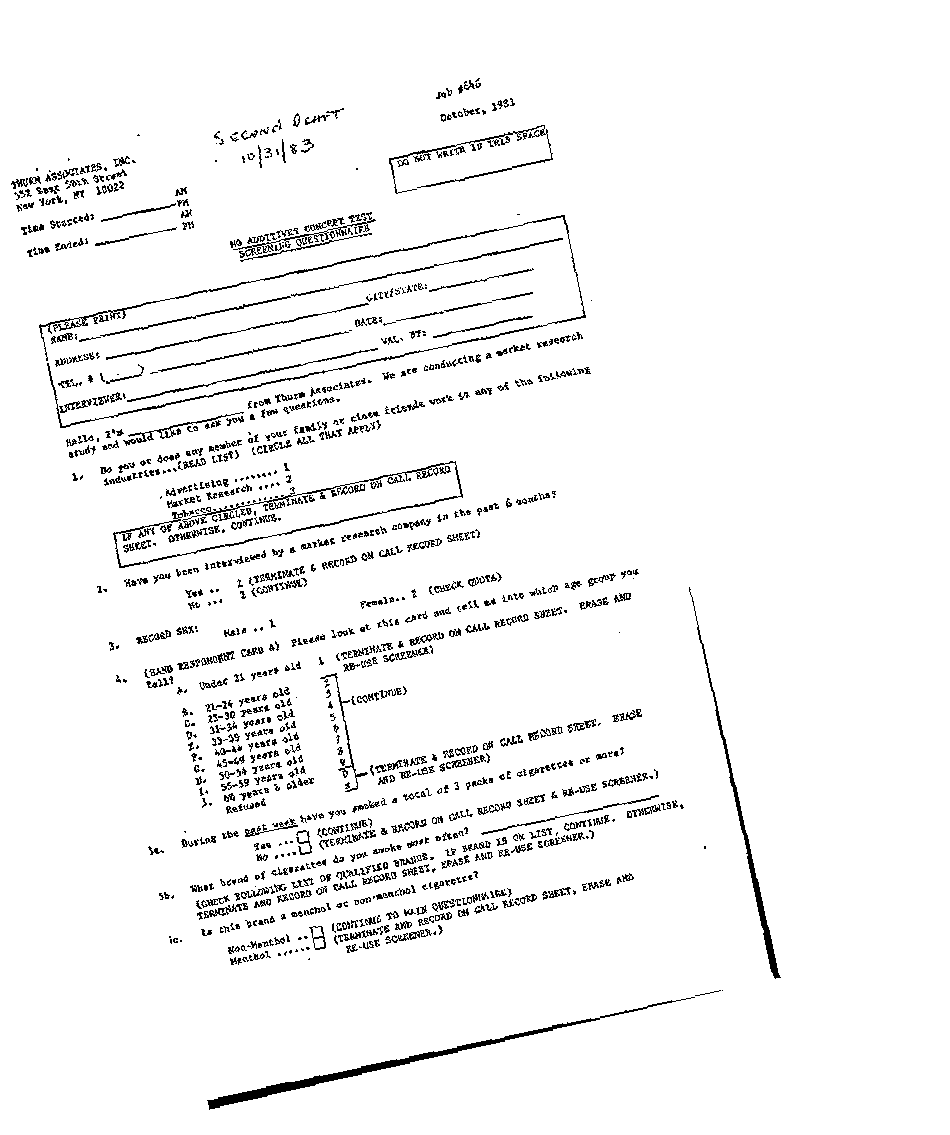 Job #646
October, 1981
SECOND DRAFT
10/31/83
DO NOT WRITE IN THIS SPACE
THURM ASSOCIATES, INC.
East 50th Street
New York, NY 10022
Time Started: AM
PM
Time Ended: AM
PM
NO ADDITIVES CONCEPT TEST
SCREENING QUESTIONNAIRE
(PLEASE PRINT)
NAME:
ADDRESS: CITY/STATE:
TEL. # ( ) DATE:
INTERVIEWER: VAL. BY:
Hello, I'm from Thurm Associates. We are conducting a market research
study and would like to ask you a few questions.
1. Do you or does any member of your family or close friends work in any of the following
industries...(READ LIST) (CIRCLE ALL THAT APPLY)
Advertising ........ 1
Market Research .... 2
Tobacco............. 3
IF ANY OF ABOVE CIRCLED, TERMINATE & RECORD ON CALL RECORD
SHEET. OTHERWISE, CONTINUE.
2. Have you been interviewed by a market research company in the past 6 months?
Yes .. 1 (TERMINATE & RECORD ON CALL RECORD SHEET)
No ... 2 (CONTINUE)
3. RECORD SEX: Male .. 1 Female.. 2 (CHECK QUOTA)
4. (HAND RESPONDENT CARD A) Please look at this card and tell me into which age group you
fall?
A. Under 21 years old 1 (TERMINATE & RECORD ON CALL RECORD SHEET. ERASE AND
RE-USE SCREENER)
B. 21-24 years old 2
C. 25-30 years old 3
D. 31-34 years old 4 (CONTINUE)
E. 35-39 years old 5
F. 40-44 years old 6
G. 45-49 years old 7
H. 50-54 years old 8
I. 55-59 years old 9
J. 60 years & older 0 (TERMINATE & RECORD ON CALL RECORD SHEET. ERASE
Refused AND RE-USE SCREENER)
5a. During the past week have you smoked a total of 3 packs of cigarettes or more?
Yes ... (CONTINUE)
No .... (TERMINATE & RECORD ON CALL RECORD SHEET & RE-USE SCREENER.)
5b. What brand of cigarettes do you smoke most often?
(CHECK FOLLOWING LIST OF QUALIFIED BRANDS. IF BRAND IS ON LIST, CONTINUE. OTHERWISE,
TERMINATE AND RECORD ON CALL RECORD SHEET, ERASE AND RE-USE SCREENER.)
5c. Is this brand a menthol or non-menthol cigarette?
Non-Menthol .. (CONTINUE TO MAIN QUESTIONNAIRE)
Menthol ...... (TERMINATE AND RECORD ON CALL RECORD SHEET, ERASE AND
RE-USE SCREENER.)